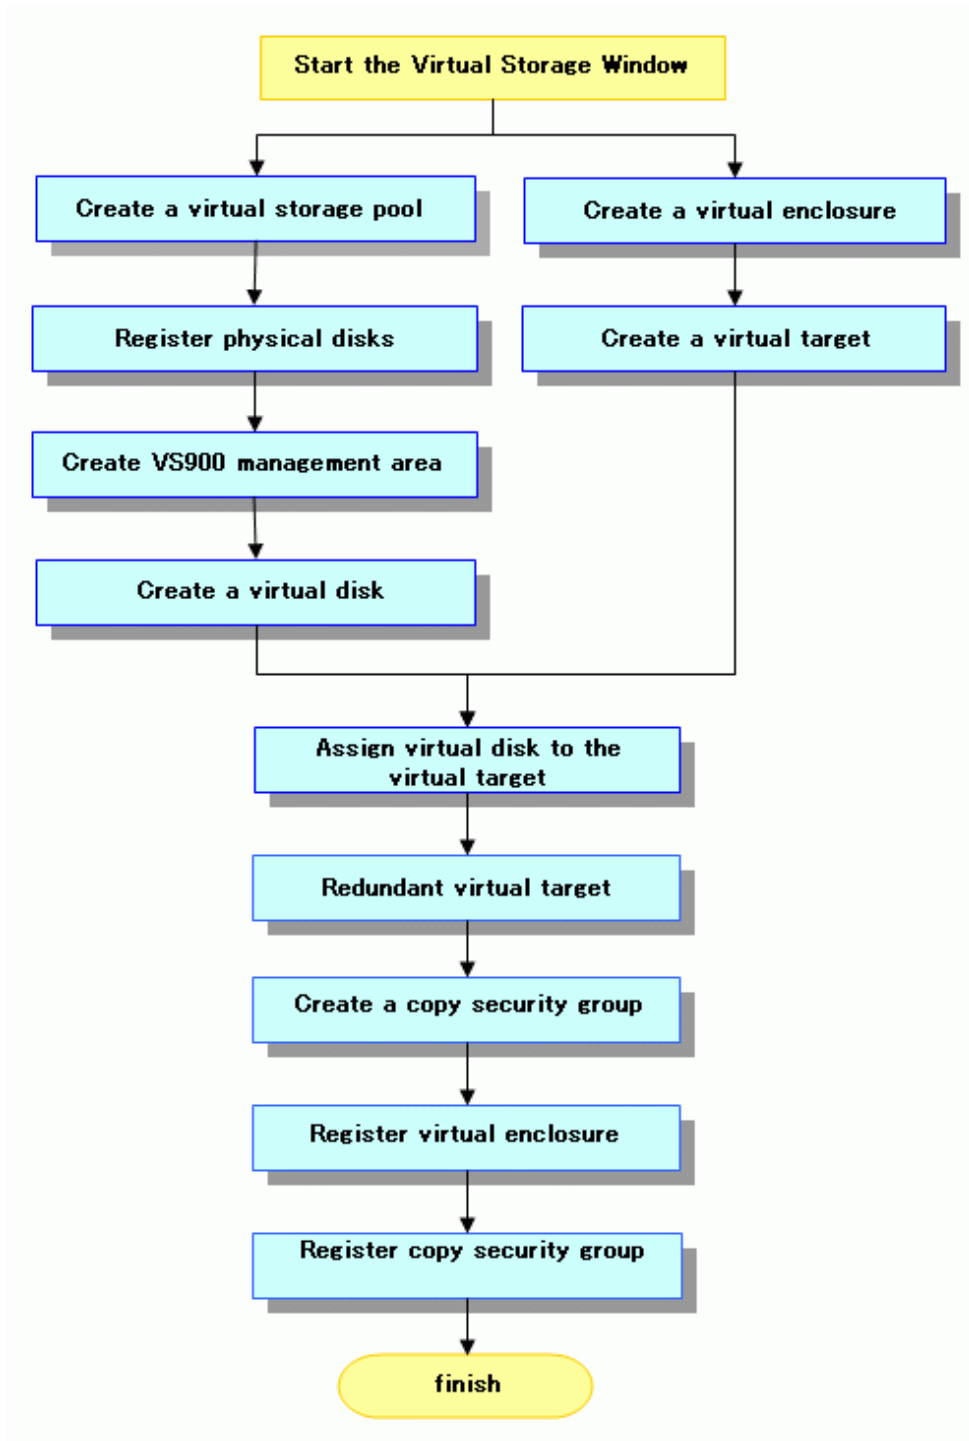 Start the Virtual Storage Window
Create a virtual storage pool
Create a virtual enclosure
Register physical disks
Create a virtual target
Create VS900 management area
Create a virtual disk
Assign virtual disk to the
virtual target
Redundant virtual target
Create a copy security group
Register virtual enclosure
Register copy security group
finish